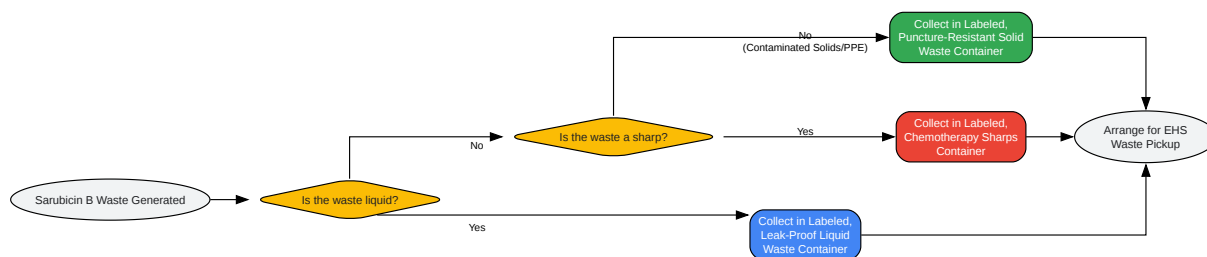 Sarubicin B Waste Generated
Is the waste liquid?
No
Yes
Is the waste a sharp?
No
(Contaminated Solids/PPE)
Yes
Collect in Labeled,
Puncture-Resistant Solid
Waste Container
Collect in Labeled,
Chemotherapy Sharps
Container
Collect in Labeled,
Leak-Proof Liquid
Waste Container
Arrange for EHS
Waste Pickup